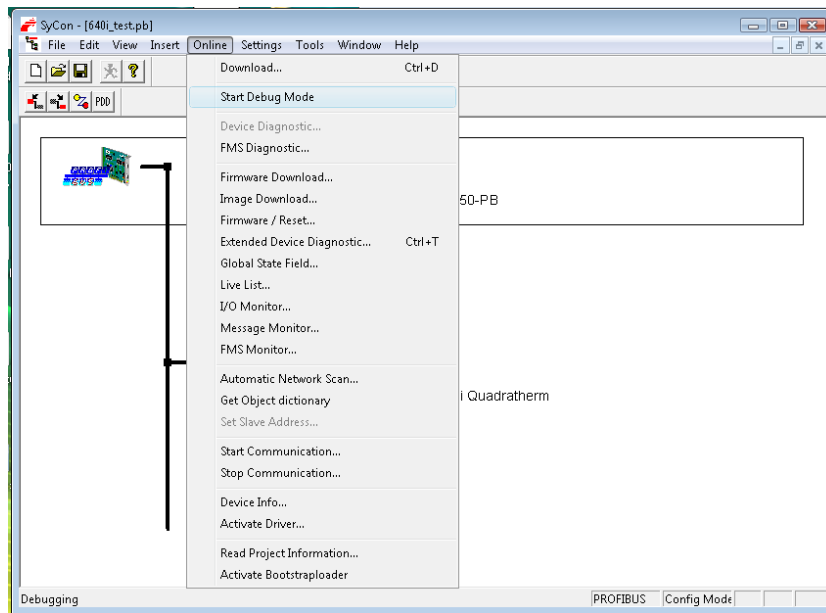 SyCon - [640i_test.pb]
File Edit View Insert Online Settings Tools Window Help
Download... Ctrl+D
Start Debug Mode
PDD
Device Diagnostic...
FMS Diagnostic...
Firmware Download...
Image Download...
50-PB
Firmware / Reset...
Extended Device Diagnostic... Ctrl+T
Global State Field...
Live List...
I/O Monitor...
Message Monitor...
FMS Monitor...
Automatic Network Scan...
Get Object dictionary
i Quadratherm
Set Slave Address...
Start Communication...
Stop Communication...
Device Info...
Activate Driver...
Read Project Information...
Activate Bootstraploader
Debugging PROFIBUS Config Mode